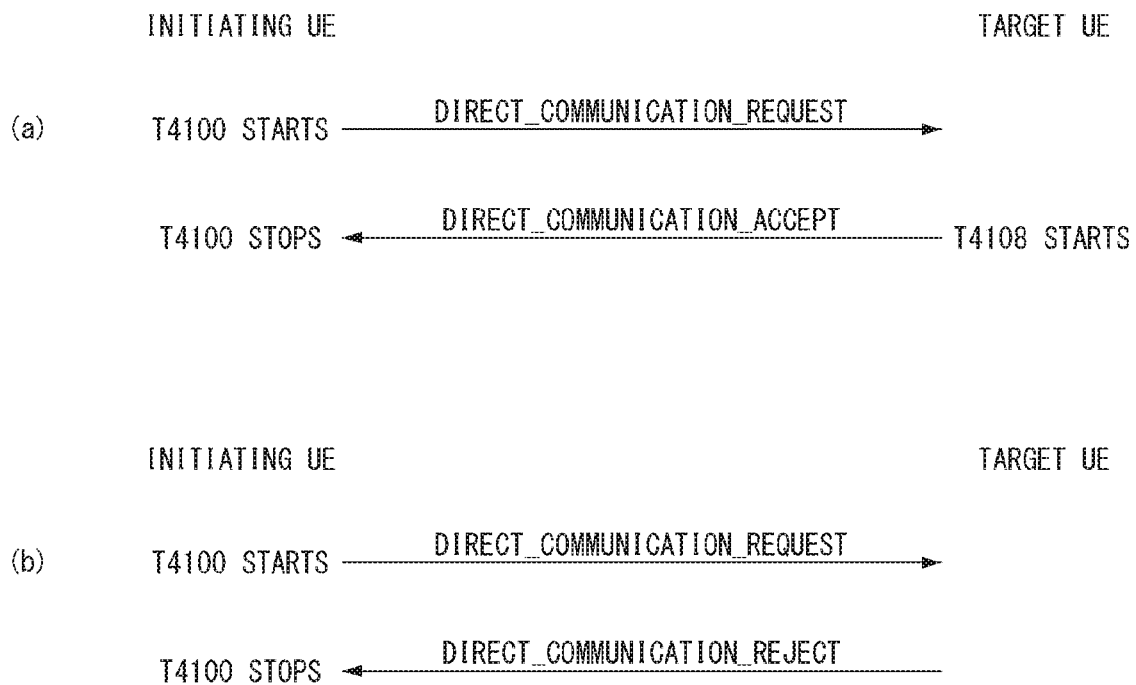 INITIATING UE TARGET UE
(a) T4100 STARTS DIRECT_COMMUNICATION_REQUEST
T4100 STOPS DIRECT_COMMUNICATION_ACCEPT T4108 STARTS
INITIATING UE TARGET UE
(b) T4100 STARTS DIRECT_COMMUNICATION_REQUEST
T4100 STOPS DIRECT_COMMUNICATION_REJECT